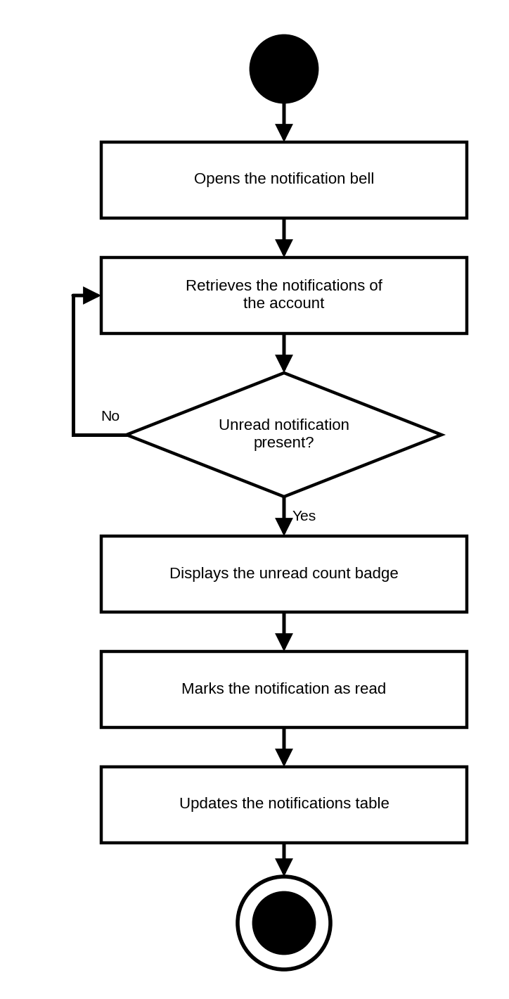 Opens the notification bell
Retrieves the notifications of
the account
No
Unread notification
present?
Yes
Displays the unread count badge
Marks the notification as read
Updates the notifications table